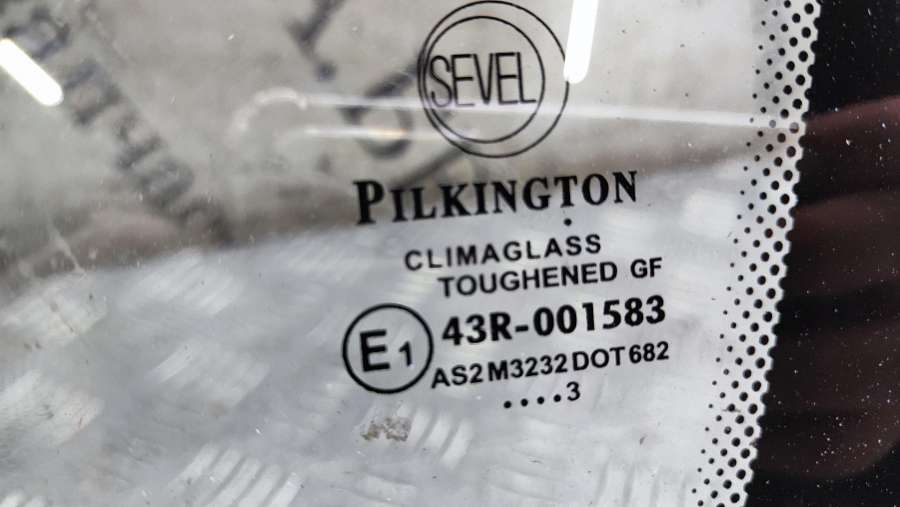 SEVEL
PILKINGTON
CLIMAGLASS
TOUGHENED GF
E1 43R-001583
AS2 M3232 DOT 682
....3